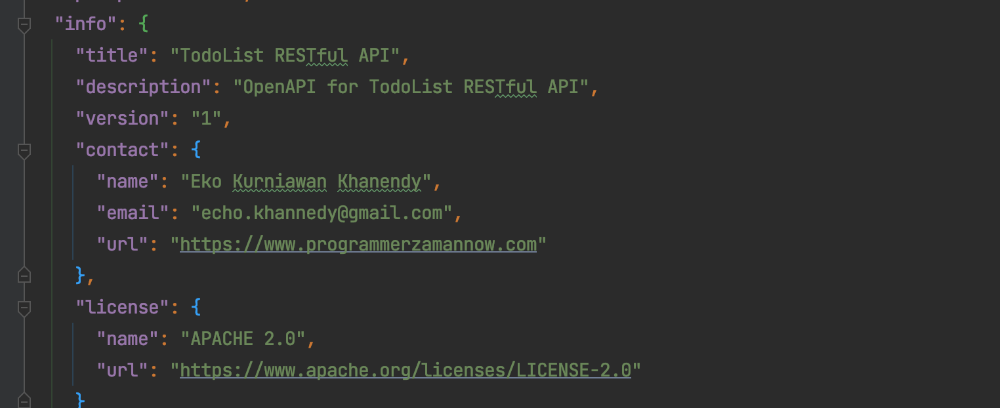 "info": {
"title": "TodoList RESTful API",
"description": "OpenAPI for TodoList RESTful API",
"version": "1",
"contact": {
"name": "Eko Kurniawan Khanendy",
"email": "echo.khannedy@gmail.com",
"url": "https://www.programmerzamannow.com"
},
"license": {
"name": "APACHE 2.0",
"url": "https://www.apache.org/licenses/LICENSE-2.0"
}